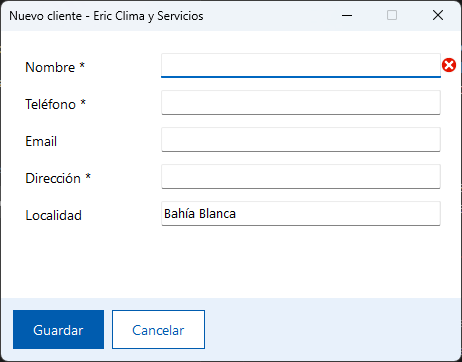 Nuevo cliente - Eric Clima y Servicios
Nombre *
Teléfono *
Email
Dirección *
Localidad Bahía Blanca
Guardar Cancelar